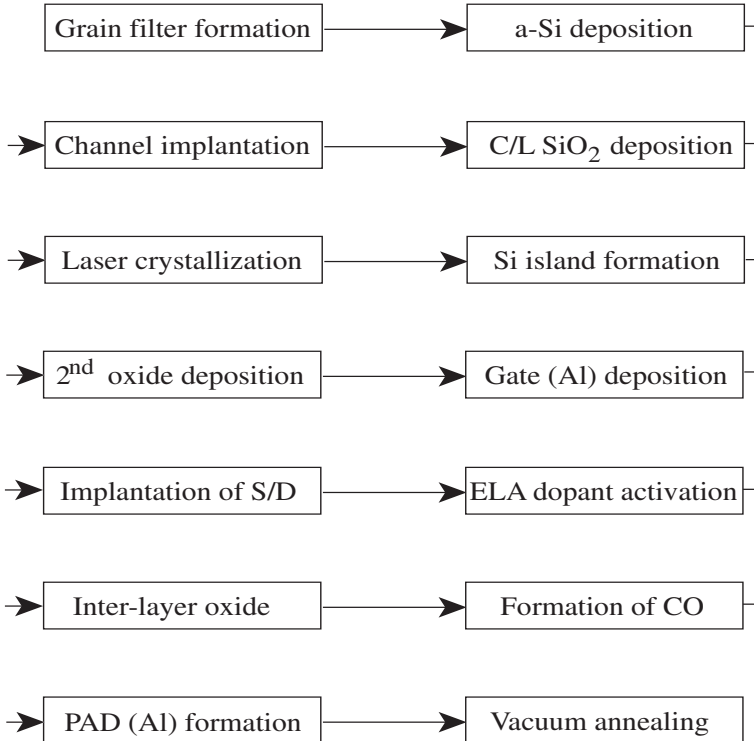 Grain filter formation
a-Si deposition
Channel implantation
C/L SiO₂ deposition
Laser crystallization
Si island formation
2ⁿᵈ oxide deposition
Gate (Al) deposition
Implantation of S/D
ELA dopant activation
Inter-layer oxide
Formation of CO
PAD (Al) formation
Vacuum annealing